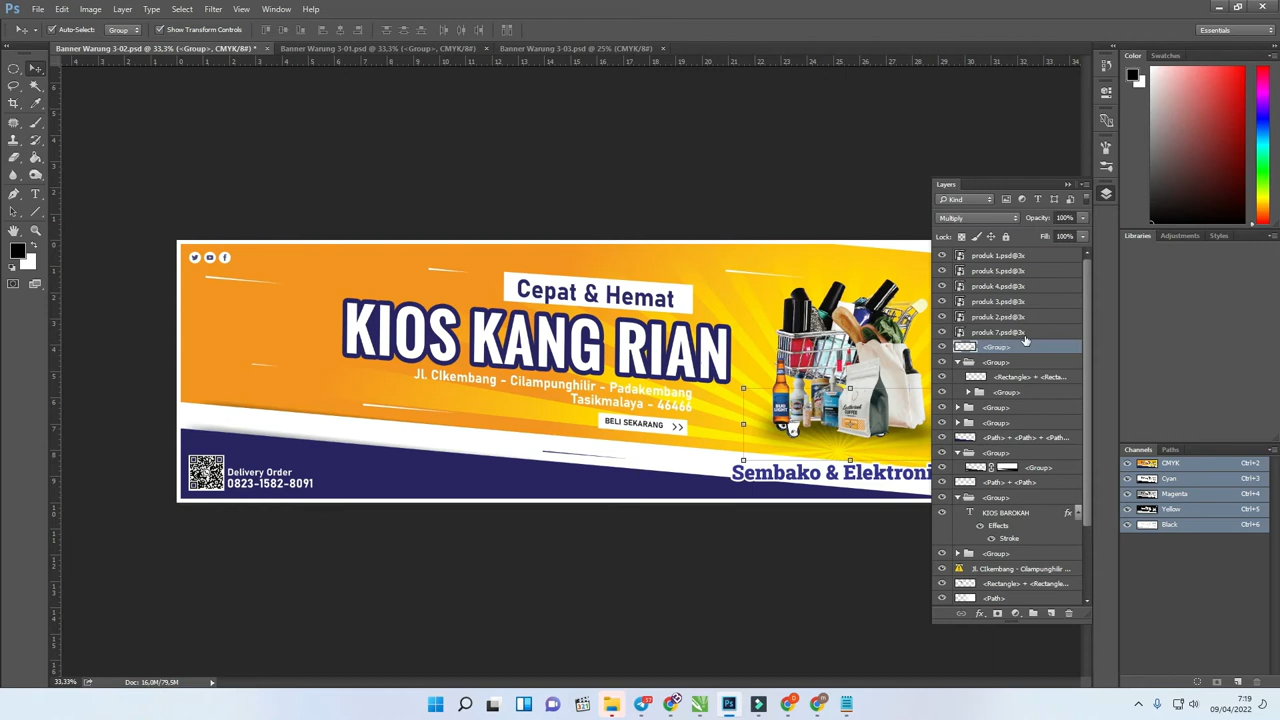 Ps File Edit Image Layer Type Select Filter View Window Help
Auto-Select: Group Show Transform Controls Essentials
Banner Warung 3-02.psd @ 33,3% (<Group>, CMYK/8#) * × Banner Warung 3-01.psd @ 33,3% (<Group>, CMYK/8#) × Banner Warung 3-03.psd @ 25% (CMYK/8#) ×
Color Swatches
Layers
Kind
Multiply Opacity: 100%
Lock: Fill: 100%
produk 1.psd@3x
produk 5.psd@3x
produk 4.psd@3x
produk 3.psd@3x
produk 2.psd@3x
produk 7.psd@3x
<Group>
<Group>
<Rectangle> + <Recta...
<Group>
<Group>
<Group>
<Path> + <Path> + <Path...
<Group>
<Group>
<Path> + <Path>
<Group>
T KIOS BAROKAH fx
Effects
Stroke
<Group>
Jl. CIkembang - Cilampunghilir ...
<Rectangle> + <Rectangle...
<Path>
Libraries Adjustments Styles
Channels Paths
CMYK Ctrl+2
Cyan Ctrl+3
Magenta Ctrl+4
Yellow Ctrl+5
Black Ctrl+6
Cepat & Hemat
KIOS KANG RIAN
Jl. CIkembang - Cilampunghilir - Padakembang
Tasikmalaya - 46466
BELI SEKARANG >>
BUD LIGHT
COFFEE
Sembako & Elektroni
Delivery Order
0823-1582-8091
33,33% Doc: 16,0M/79,5M
7:19
09/04/2022